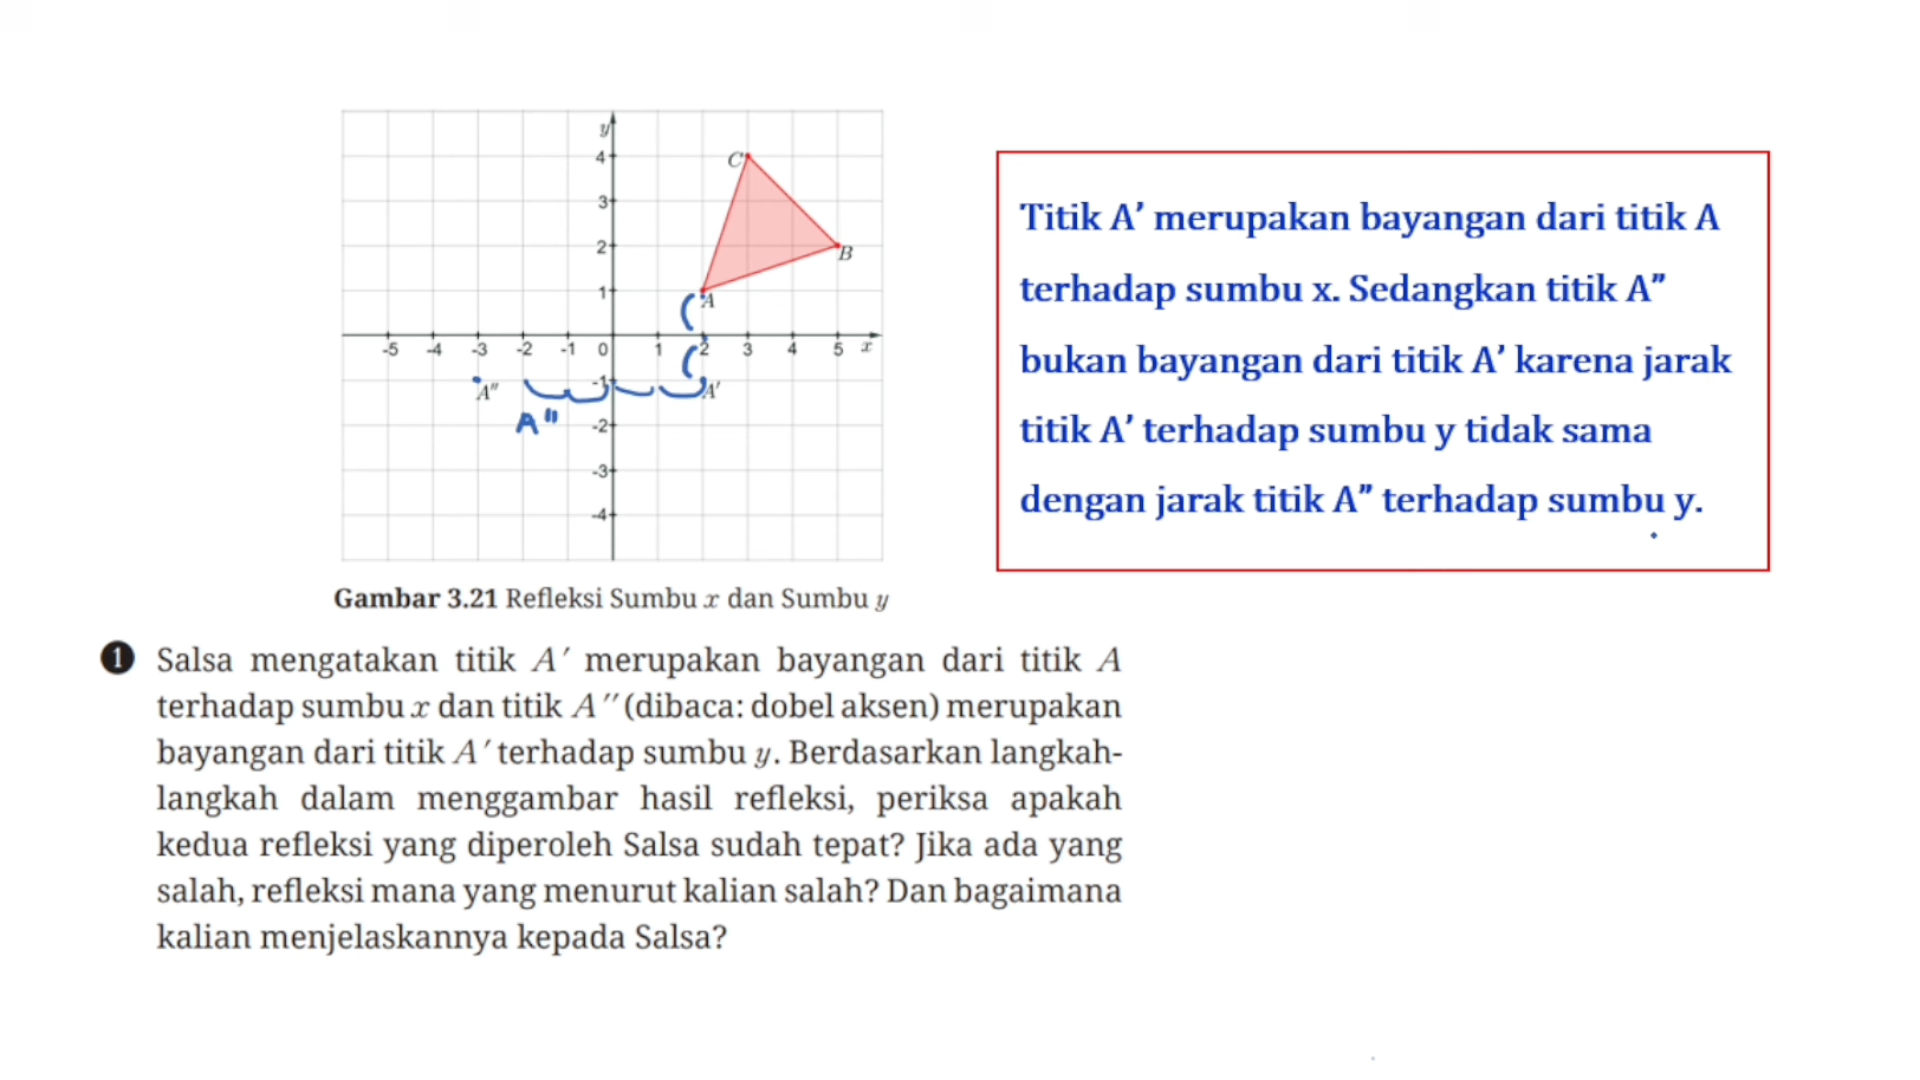 y
4
3
2
1
-5 -4 -3 -2 -1 0 1 2 3 4 5 x
-1
-2
-3
-4
C
B
A
A'
A″
A"
Gambar 3.21 Refleksi Sumbu x dan Sumbu y
Titik A’ merupakan bayangan dari titik A
terhadap sumbu x. Sedangkan titik A”
bukan bayangan dari titik A’ karena jarak
titik A’ terhadap sumbu y tidak sama
dengan jarak titik A” terhadap sumbu y.
1 Salsa mengatakan titik A′ merupakan bayangan dari titik A
terhadap sumbu x dan titik A″ (dibaca: dobel aksen) merupakan
bayangan dari titik A′ terhadap sumbu y. Berdasarkan langkah-
langkah dalam menggambar hasil refleksi, periksa apakah
kedua refleksi yang diperoleh Salsa sudah tepat? Jika ada yang
salah, refleksi mana yang menurut kalian salah? Dan bagaimana
kalian menjelaskannya kepada Salsa?